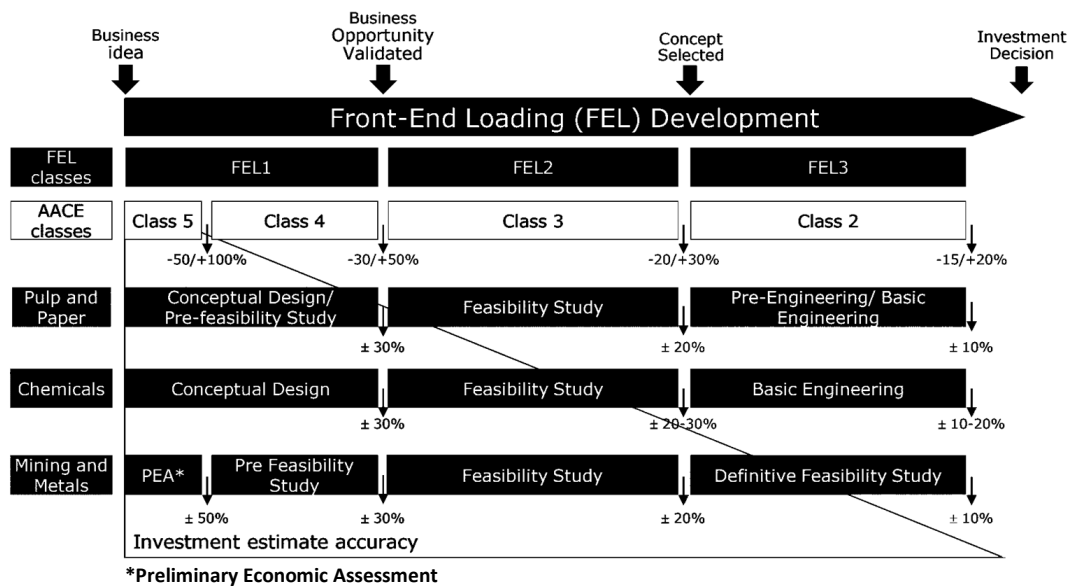 Business
idea
Business
Opportunity
Validated
Concept
Selected
Investment
Decision
Front-End Loading (FEL) Development
FEL
classes
FEL1
FEL2
FEL3
AACE
classes
Class 5
Class 4
Class 3
Class 2
-50/+100%
-30/+50%
-20/+30%
-15/+20%
Pulp and
Paper
Conceptual Design/
Pre-feasibility Study
Feasibility Study
Pre-Engineering/ Basic
Engineering
± 30%
± 20%
± 10%
Chemicals
Conceptual Design
Feasibility Study
Basic Engineering
± 30%
± 20-30%
± 10-20%
Mining and
Metals
PEA*
Pre Feasibility
Study
Feasibility Study
Definitive Feasibility Study
± 50%
± 30%
± 20%
± 10%
Investment estimate accuracy
*Preliminary Economic Assessment